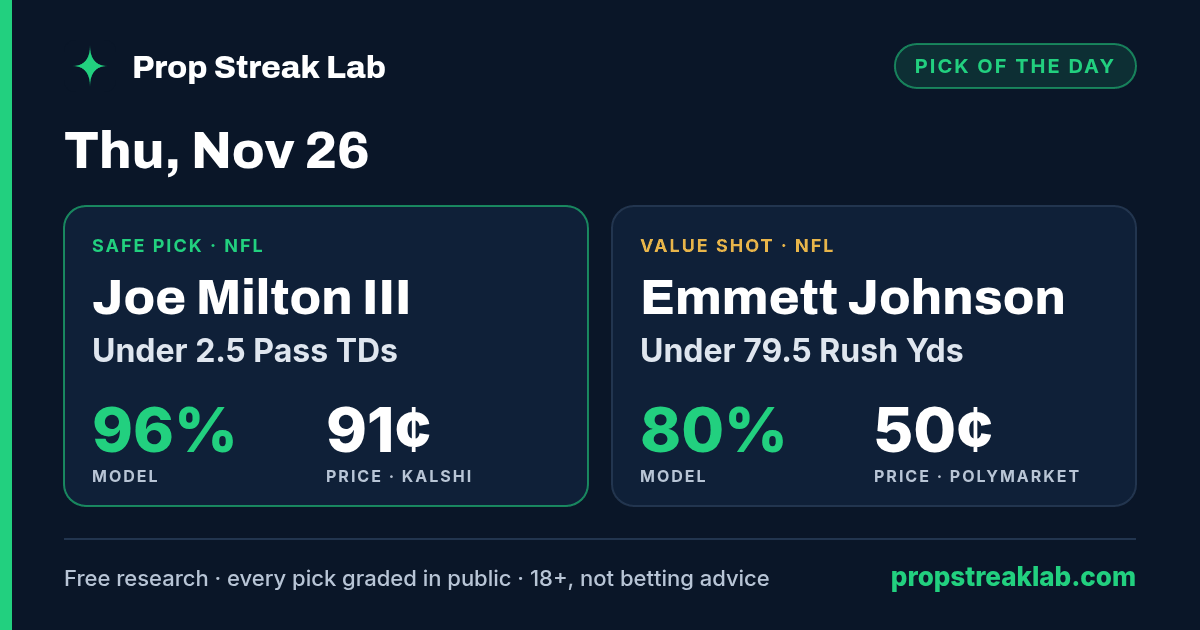 Prop Streak Lab
PICK OF THE DAY
Thu, Nov 26
SAFE PICK · NFL
Joe Milton III
Under 2.5 Pass TDs
96%
MODEL
91¢
PRICE · KALSHI
VALUE SHOT · NFL
Emmett Johnson
Under 79.5 Rush Yds
80%
MODEL
50¢
PRICE · POLYMARKET
Free research · every pick graded in public · 18+, not betting advice
propstreaklab.com